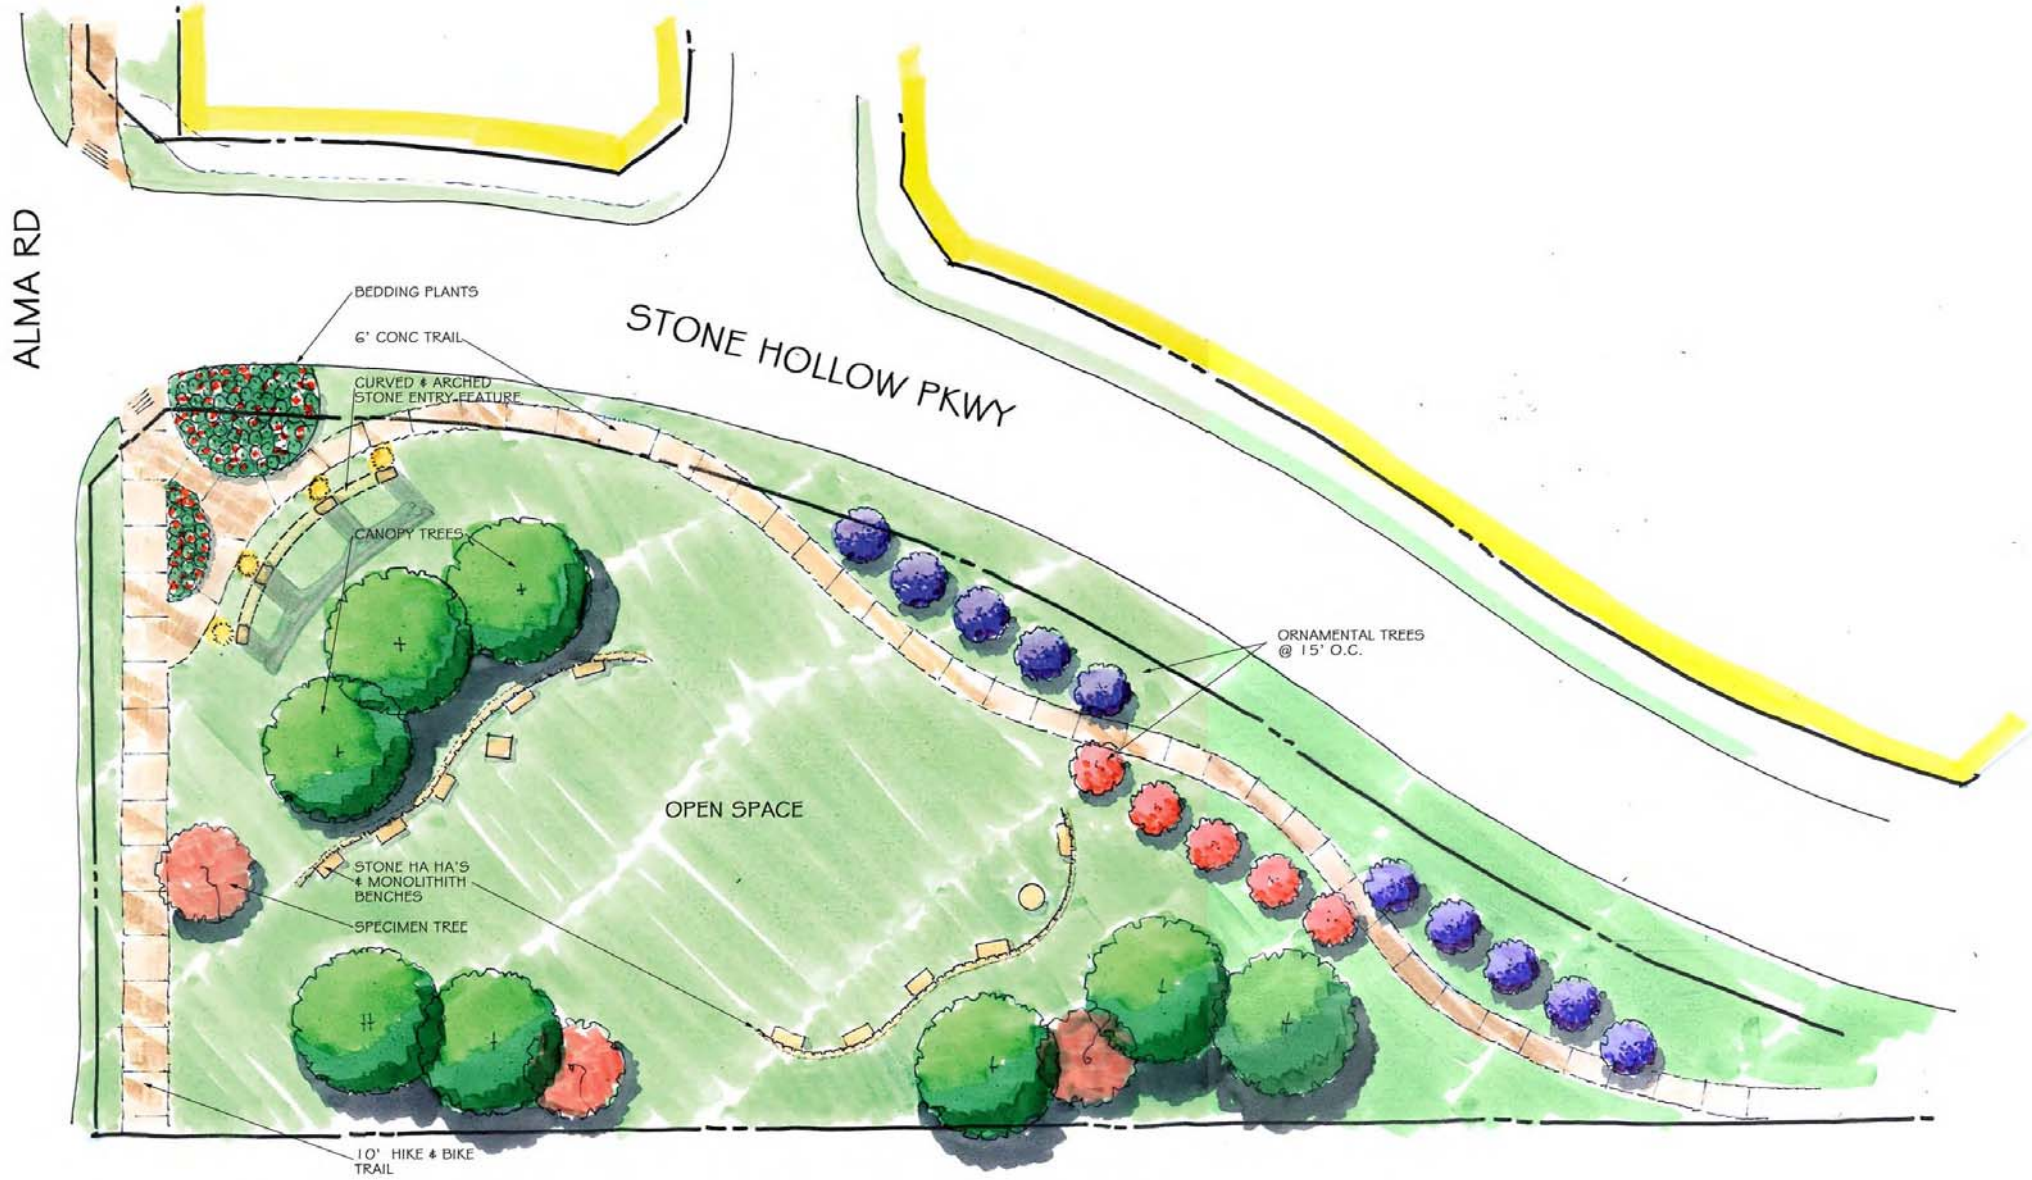 ALMA RD
BEDDING PLANTS
6' CONC TRAIL
STONE HOLLOW PKWY
CURVED & ARCHED
STONE ENTRY FEATURE
CANOPY TREES
ORNAMENTAL TREES
@ 15' O.C.
OPEN SPACE
STONE HA HA'S
& MONOLITHITH
BENCHES
SPECIMEN TREE
10' HIKE & BIKE
TRAIL